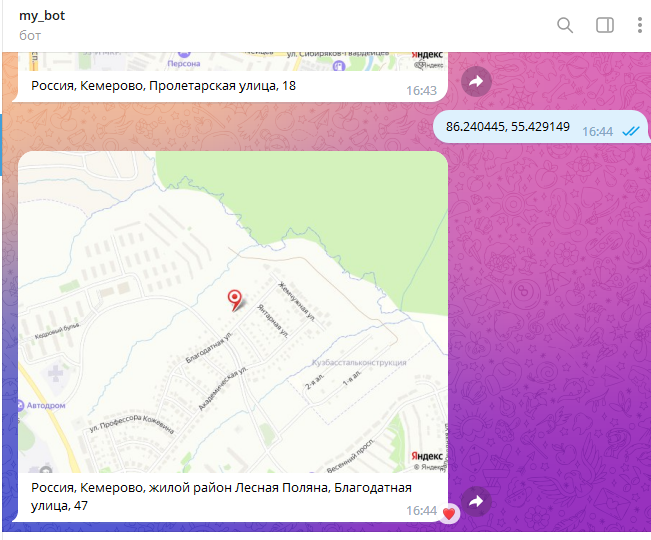 my_bot
бот
Персона
ул. Сибиряков-Гвардейцев
Яндекс
© Яндекс
Россия, Кемерово, Пролетарская улица, 18
16:43
86.240445, 55.429149
16:44
Жемчужная ул.
Янтарная ул.
Кедровый бульв.
Благодатная ул.
Кузбассстальконструкции
Академическая ул.
2-я ал.
1-я ал.
Автодром
ул. Профессора Кожевина
Весенний просп.
Яндекс
© Яндекс
Россия, Кемерово, жилой район Лесная Поляна, Благодатная
улица, 47
16:44